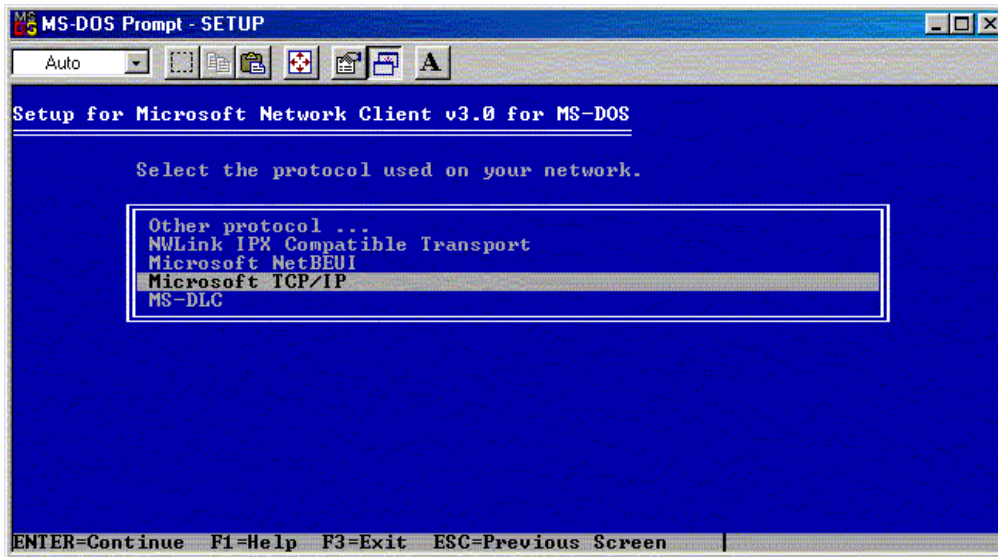 MS-DOS Prompt - SETUP
Auto
A
Setup for Microsoft Network Client v3.0 for MS-DOS
Select the protocol used on your network.
Other protocol ...
NWLink IPX Compatible Transport
Microsoft NetBEUI
Microsoft TCP/IP
MS-DLC
ENTER=Continue F1=Help F3=Exit ESC=Previous Screen